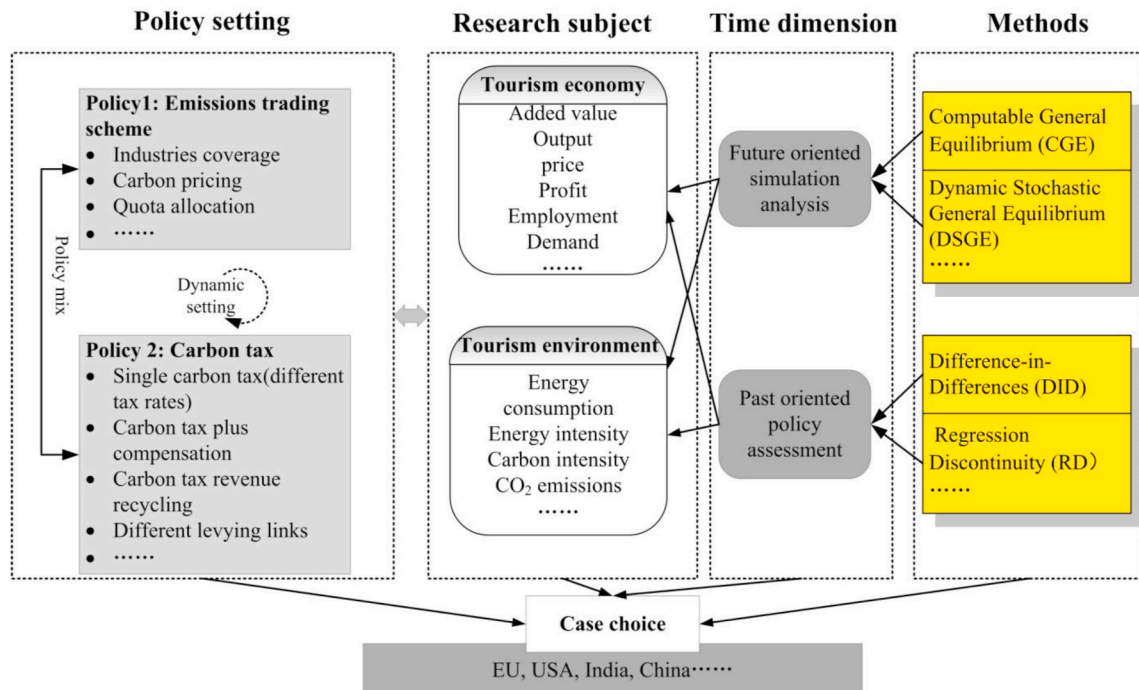 Policy setting
Research subject
Time dimension
Methods
Policy1: Emissions trading
scheme
• Industries coverage
• Carbon pricing
• Quota allocation
• ……
Policy mix
Dynamic
setting
Policy 2: Carbon tax
• Single carbon tax(different
tax rates)
• Carbon tax plus
compensation
• Carbon tax revenue
recycling
• Different levying links
• ……
Tourism economy
Added value
Output
price
Profit
Employment
Demand
……
Tourism environment
Energy
consumption
Energy intensity
Carbon intensity
CO₂ emissions
……
Future oriented
simulation
analysis
Past oriented
policy
assessment
Computable General
Equilibrium (CGE)
Dynamic Stochastic
General Equilibrium
(DSGE)
……
Difference-in-
Differences (DID)
Regression
Discontinuity (RD）
……
Case choice
EU, USA, India, China……